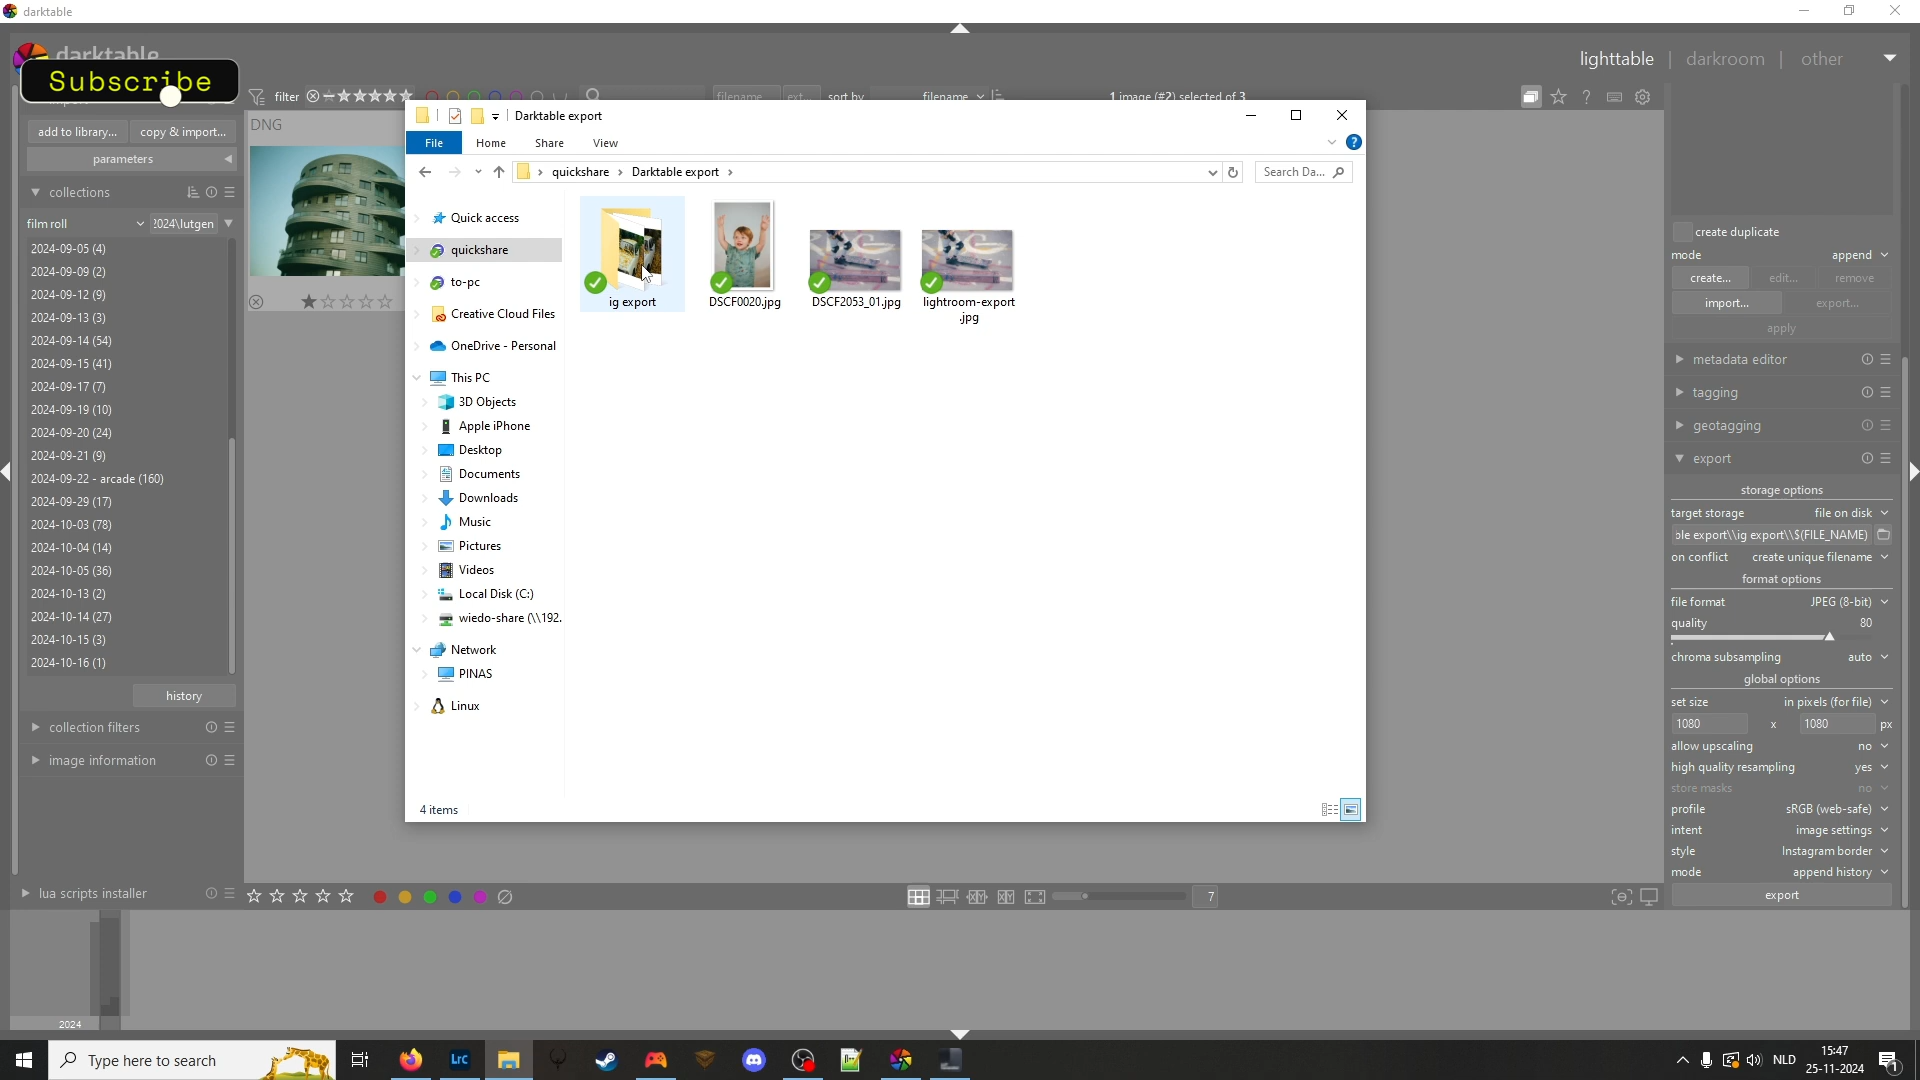 darktable
darktable
lighttable | darkroom | other
Subscribe
filter
filename
ext...
sort by
filename
1 image (#2) selected of 3
add to library...
copy & import...
parameters
collections
film roll
2024\lutgen
2024-09-05 (4)
2024-09-09 (2)
2024-09-12 (9)
2024-09-13 (3)
2024-09-14 (54)
2024-09-15 (41)
2024-09-17 (7)
2024-09-19 (10)
2024-09-20 (24)
2024-09-21 (9)
2024-09-22 - arcade (160)
2024-09-29 (17)
2024-10-03 (78)
2024-10-04 (14)
2024-10-05 (36)
2024-10-13 (2)
2024-10-14 (27)
2024-10-15 (3)
2024-10-16 (1)
history
collection filters
image information
lua scripts installer
DNG
Darktable export
File Home Share View
quickshare › Darktable export ›
Search Da...
Quick access
quickshare
to-pc
Creative Cloud Files
OneDrive - Personal
This PC
3D Objects
Apple iPhone
Desktop
Documents
Downloads
Music
Pictures
Videos
Local Disk (C:)
wiedo-share (\\192.
Network
PINAS
Linux
ig export
DSCF0020.jpg
DSCF2053_01.jpg
lightroom-export
.jpg
4 items
create duplicate
mode append
create... edit... remove
import... export...
apply
metadata editor
tagging
geotagging
export
storage options
target storage file on disk
ble export\\ig export\\$(FILE_NAME)
on conflict create unique filename
format options
file format JPEG (8-bit)
quality 80
chroma subsampling auto
global options
set size in pixels (for file)
1080 x 1080 px
allow upscaling no
high quality resampling yes
store masks no
profile sRGB (web-safe)
intent image settings
style Instagram border
mode append history
export
7
2024
Type here to search
Lrc
NLD
15:47
25-11-2024
1